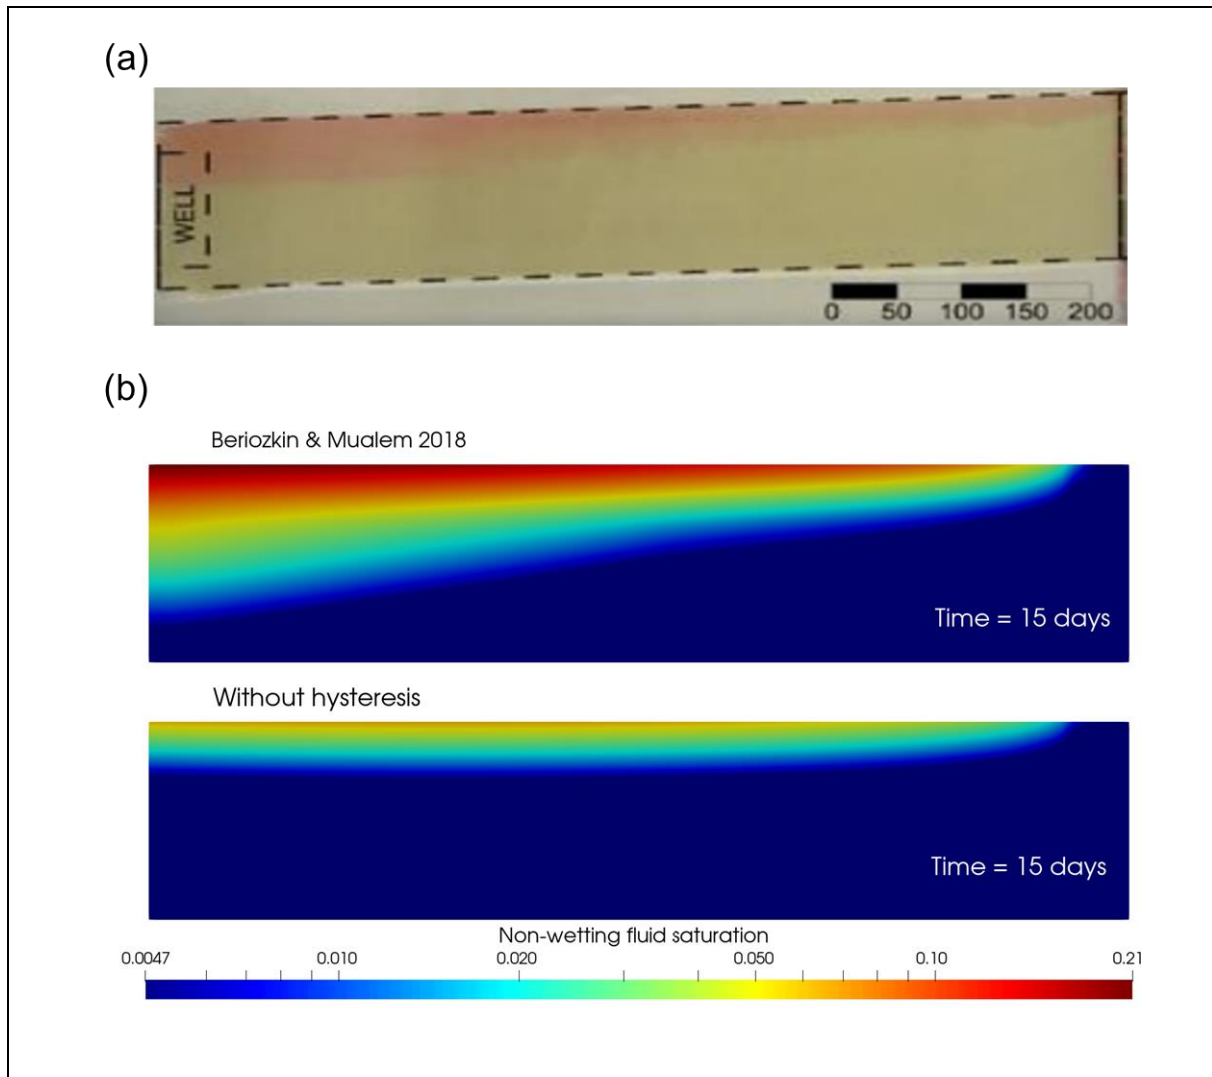 (a)
WELL
0 50 100 150 200
(b)
Beriozkin & Mualem 2018
Time = 15 days
Without hysteresis
Time = 15 days
Non-wetting fluid saturation
0.0047 0.010 0.020 0.050 0.10 0.21